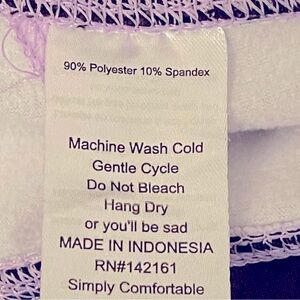 90% Polyester 10% Spandex
Machine Wash Cold
Gentle Cycle
Do Not Bleach
Hang Dry
or you'll be sad
MADE IN INDONESIA
RN#142161
Simply Comfortable